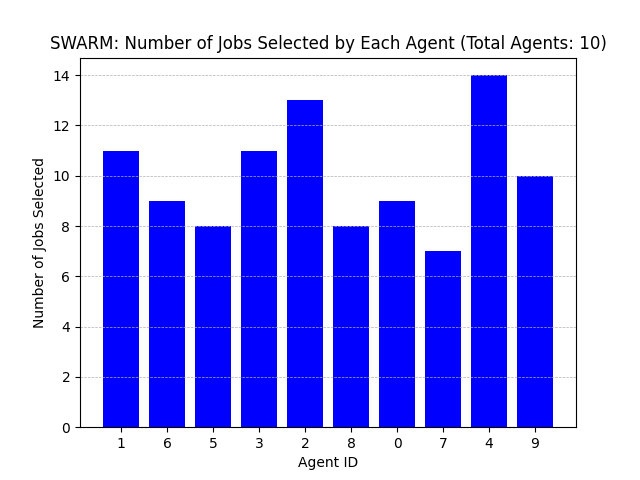 SWARM: Number of Jobs Selected by Each Agent (Total Agents: 10)
14
12
10
8
6
4
2
0
Number of Jobs Selected
1 6 5 3 2 8 0 7 4 9
Agent ID